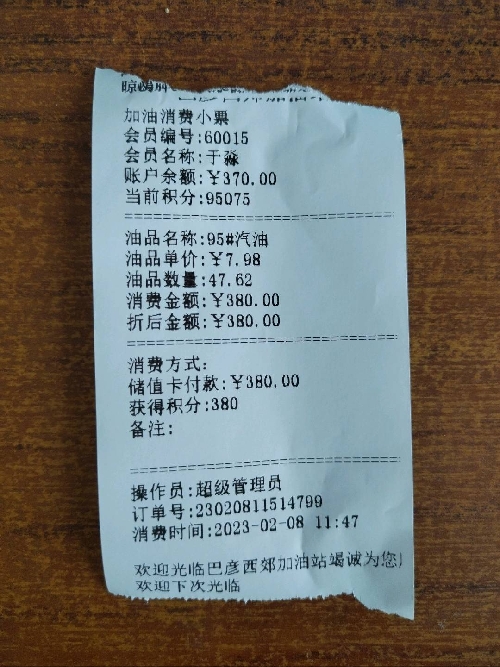 加油消费小票
会员编号:60015
会员名称:于淼
账户余额:¥370.00
当前积分:95075
油品名称:95#汽油
油品单价:¥7.98
油品数量:47.62
消费金额:¥380.00
折后金额:¥380.00
消费方式:
储值卡付款:¥380.00
获得积分:380
备注:
操作员:超级管理员
订单号:23020811514799
消费时间:2023-02-08 11:47
欢迎光临巴彦西郊加油站竭诚为您
欢迎下次光临